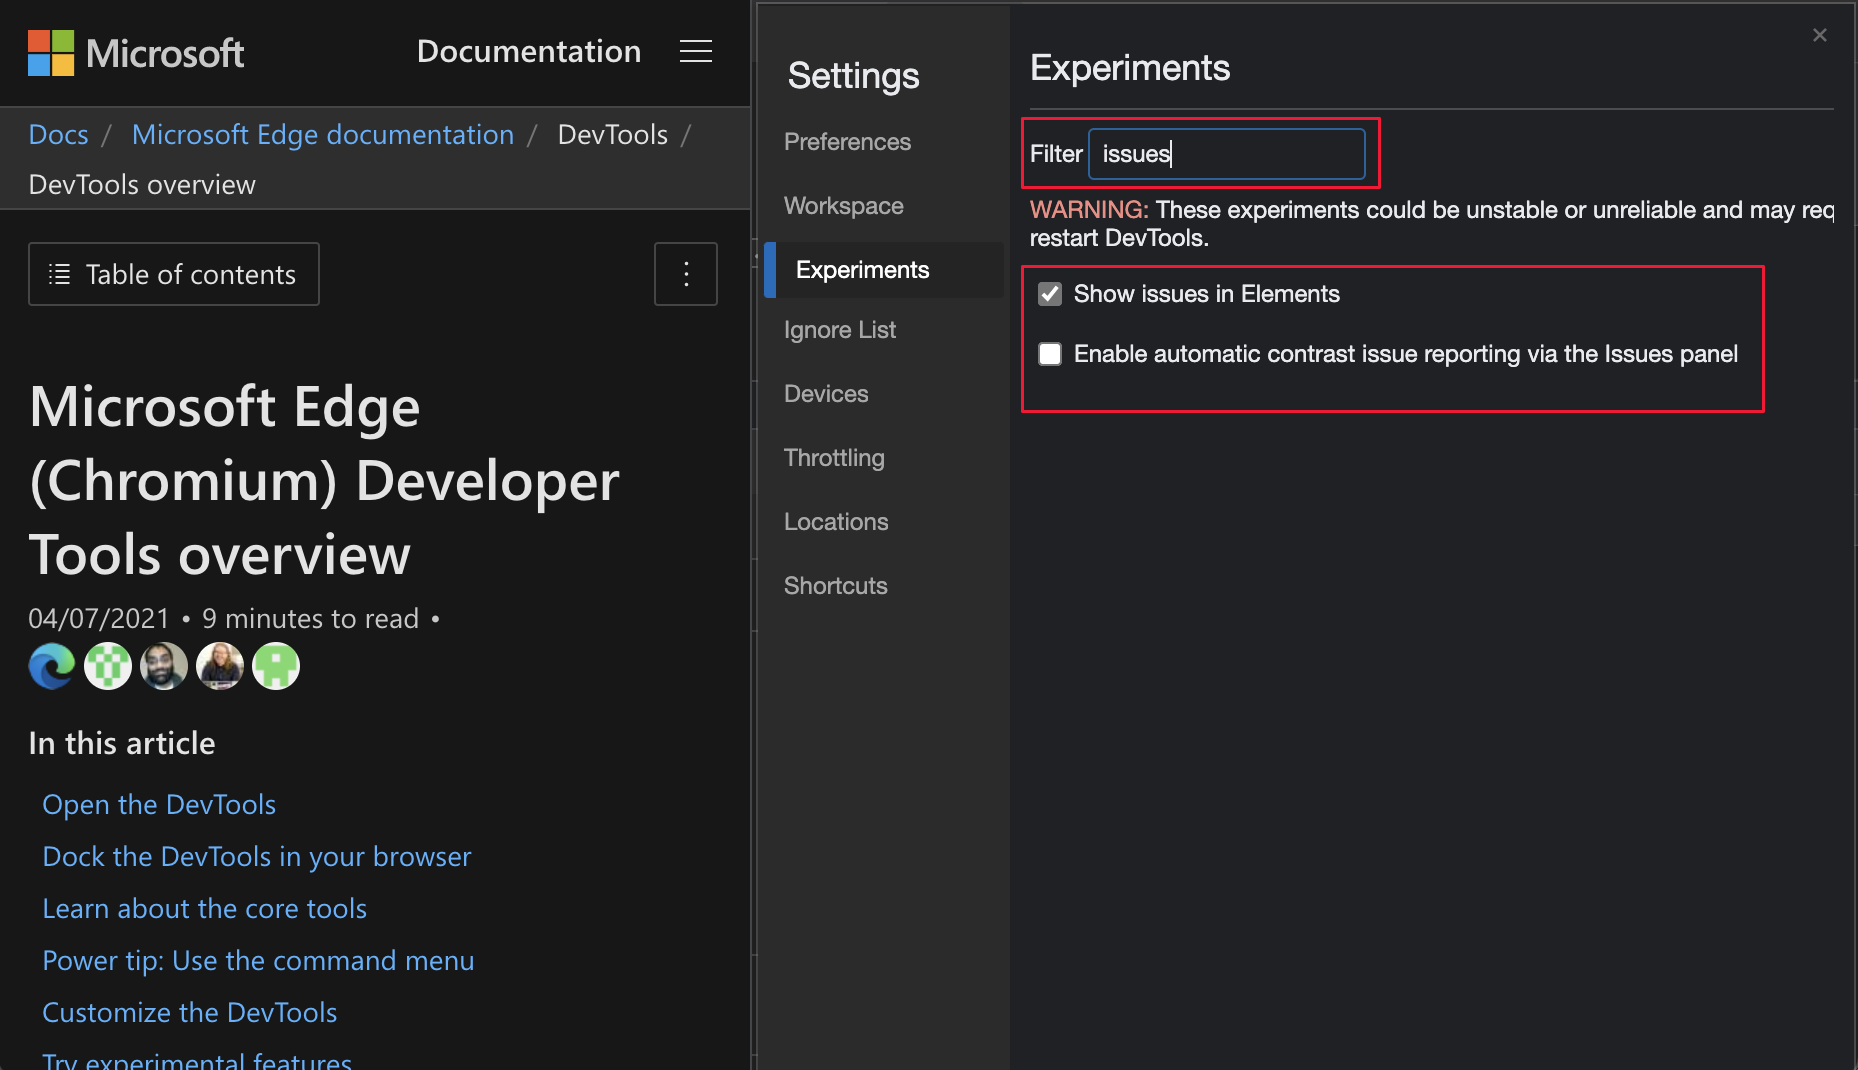 Microsoft
Documentation
Docs / Microsoft Edge documentation / DevTools /
DevTools overview
Table of contents
Microsoft Edge
(Chromium) Developer
Tools overview
04/07/2021 • 9 minutes to read •
In this article
Open the DevTools
Dock the DevTools in your browser
Learn about the core tools
Power tip: Use the command menu
Customize the DevTools
Try experimental features
Settings
Preferences
Workspace
Experiments
Ignore List
Devices
Throttling
Locations
Shortcuts
Experiments
Filter issues
WARNING: These experiments could be unstable or unreliable and may req
restart DevTools.
Show issues in Elements
Enable automatic contrast issue reporting via the Issues panel